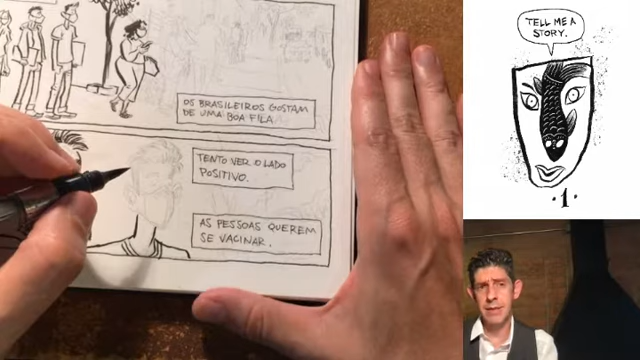 OS BRASILEIROS GOSTAM
DE UMA BOA FILA.
TENTO VER O LADO
POSITIVO.
AS PESSOAS QUEREM
SE VACINAR.
TELL ME A
STORY.
·1·